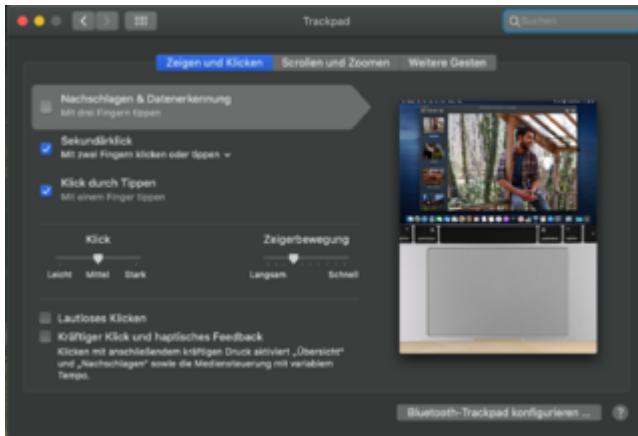 Trackpad
Suchen
Zeigen und Klicken
Scrollen und Zoomen
Weitere Gesten
Nachschlagen & Datenerkennung
Mit drei Fingern tippen
Sekundärklick
Mit zwei Fingern klicken oder tippen
Klick durch Tippen
Mit einem Finger tippen
Klick
Zeigerbewegung
Leicht Mittel Stark
Langsam Schnell
Lautloses Klicken
Kräftiger Klick und haptisches Feedback
Klicken mit anschließendem kräftigen Druck aktiviert „Übersicht“
und „Nachschlagen“ sowie die Mediensteuerung mit variablem
Tempo.
Bluetooth-Trackpad konfigurieren ...
?